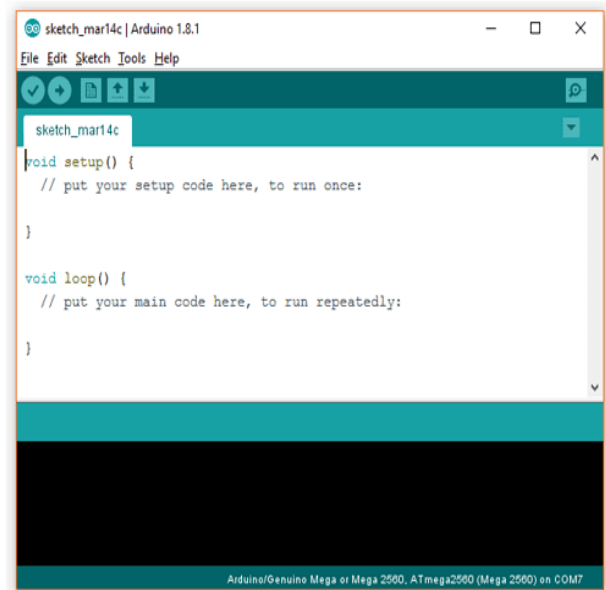 sketch_mar14c | Arduino 1.8.1
File Edit Sketch Tools Help
sketch_mar14c
void setup() {
// put your setup code here, to run once:
}
void loop() {
// put your main code here, to run repeatedly:
}
Arduino/Genuino Mega or Mega 2560, ATmega2560 (Mega 2560) on COM7